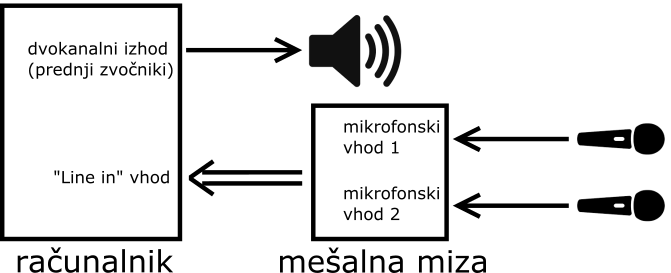 dvokanalni izhod
(prednji zvočniki)
"Line in" vhod
računalnik
mikrofonski
vhod 1
mikrofonski
vhod 2
mešalna miza